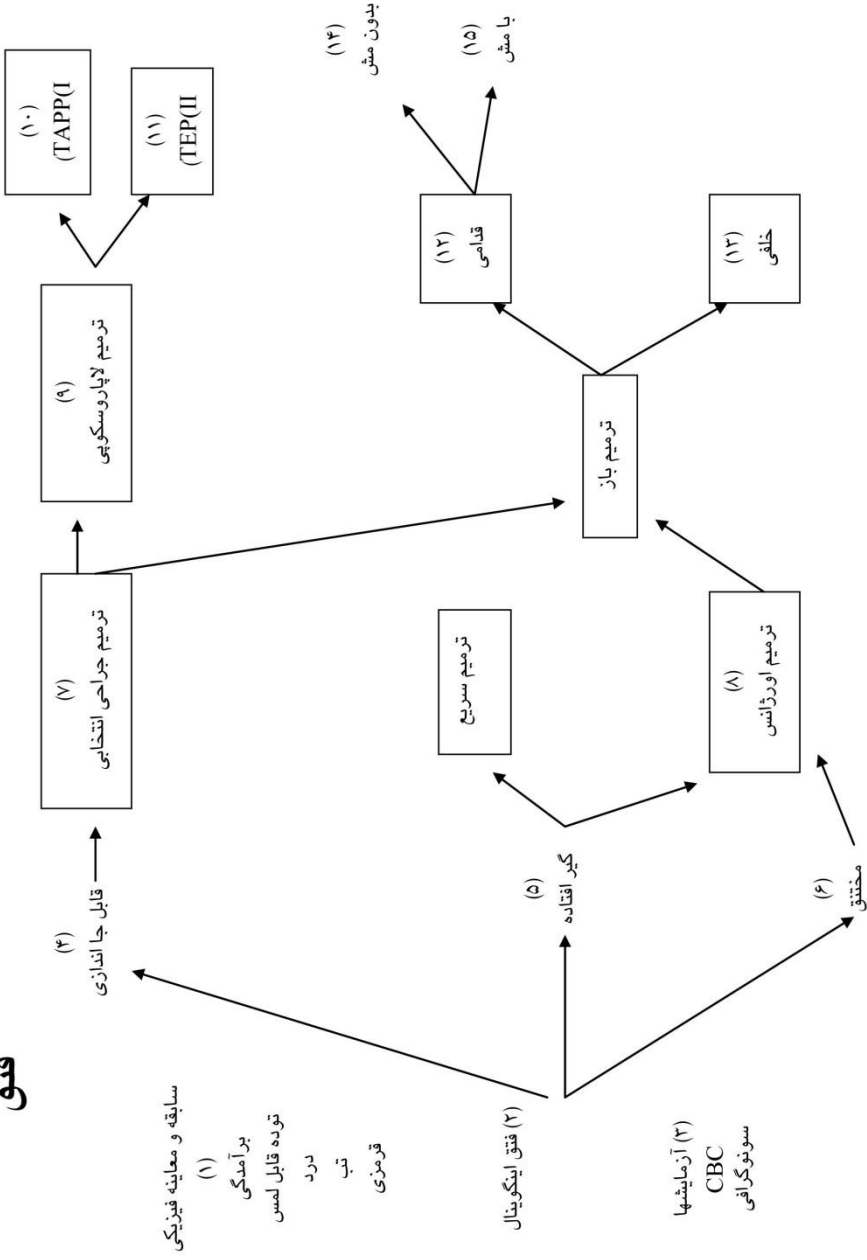 فتق
سابقه و معاینه فیزیکی
(۱)
برآمدگی
توده قابل لمس
درد
تب
قرمزی
(۲) فتق اینگوینال
(۳) آزمایشها
CBC
سونوگرافی
(۴)
قابل جا اندازی
(۵)
گیر افتاده
(۶)
مختنق
(۷)
ترمیم جراحی انتخابی
ترمیم سریع
(۸)
ترمیم اورژانس
(۹)
ترمیم لاپاروسکوپی
ترمیم باز
(۱۰)
(TAPP(I
(۱۱)
(TEP(II
(۱۲)
قدامی
(۱۳)
خلفی
(۱۴)
بدون مش
(۱۵)
با مش